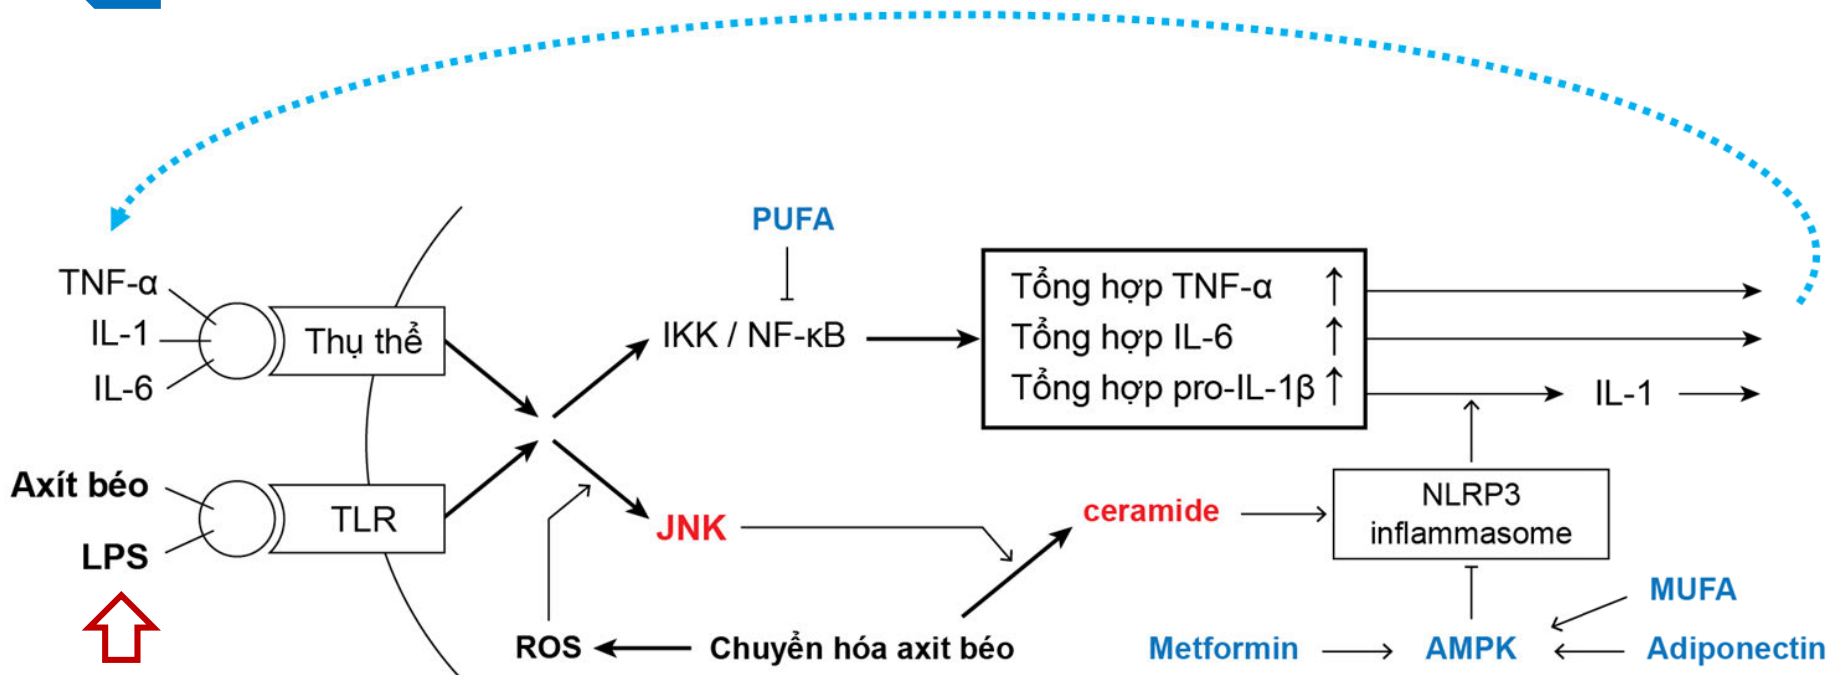 PUFA
TNF-α
IL-1
IL-6
Thụ thể
IKK / NF-κB
Tổng hợp TNF-α ↑
Tổng hợp IL-6 ↑
Tổng hợp pro-IL-1β ↑
IL-1
Axít béo
LPS
TLR
JNK
ceramide
NLRP3
inflammasome
MUFA
ROS
Chuyển hóa axit béo
Metformin
AMPK
Adiponectin